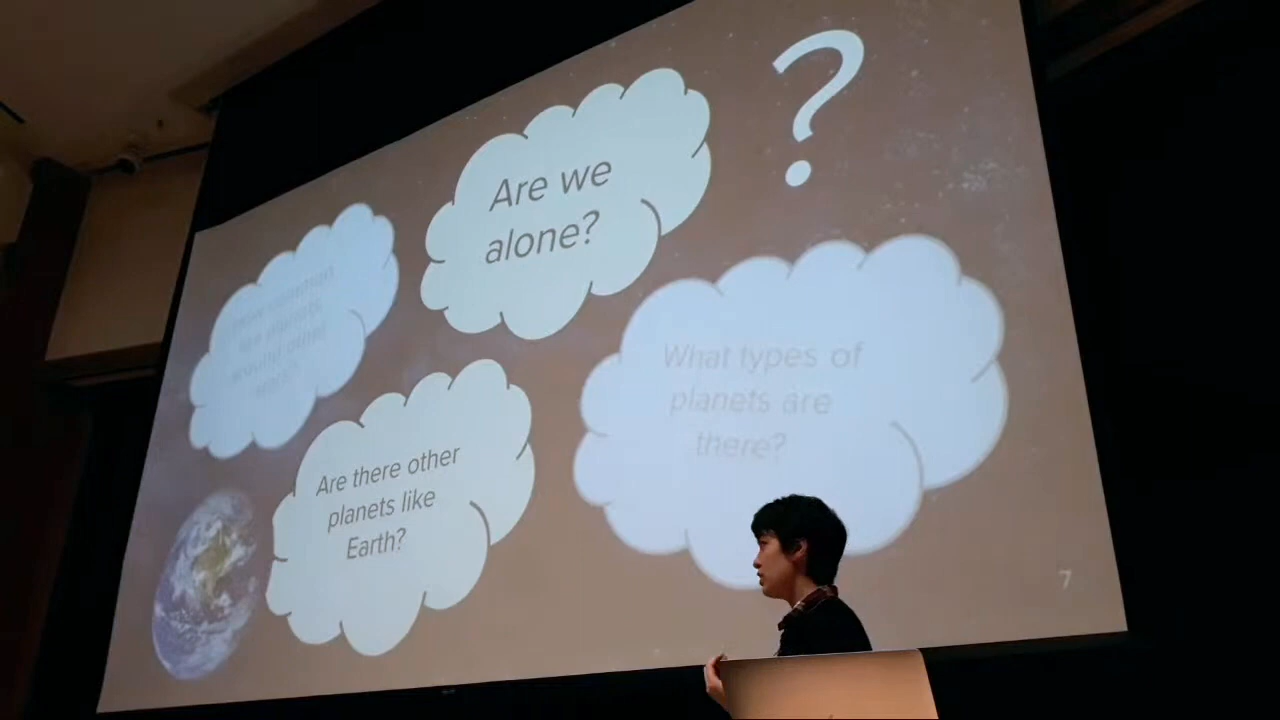 ?
Are we
alone?
What types of
planets are
there?
Are there other
planets like
Earth?
7